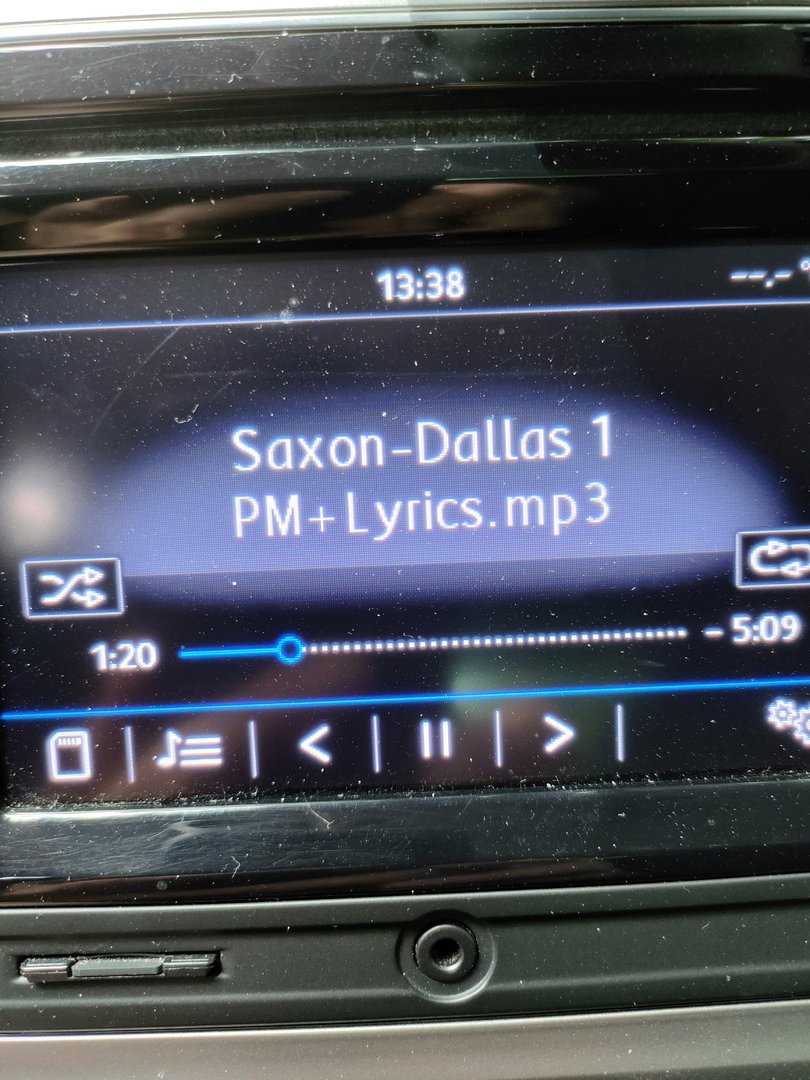 13:38
--,- °
Saxon-Dallas 1
PM+Lyrics.mp3
1:20
- 5:09